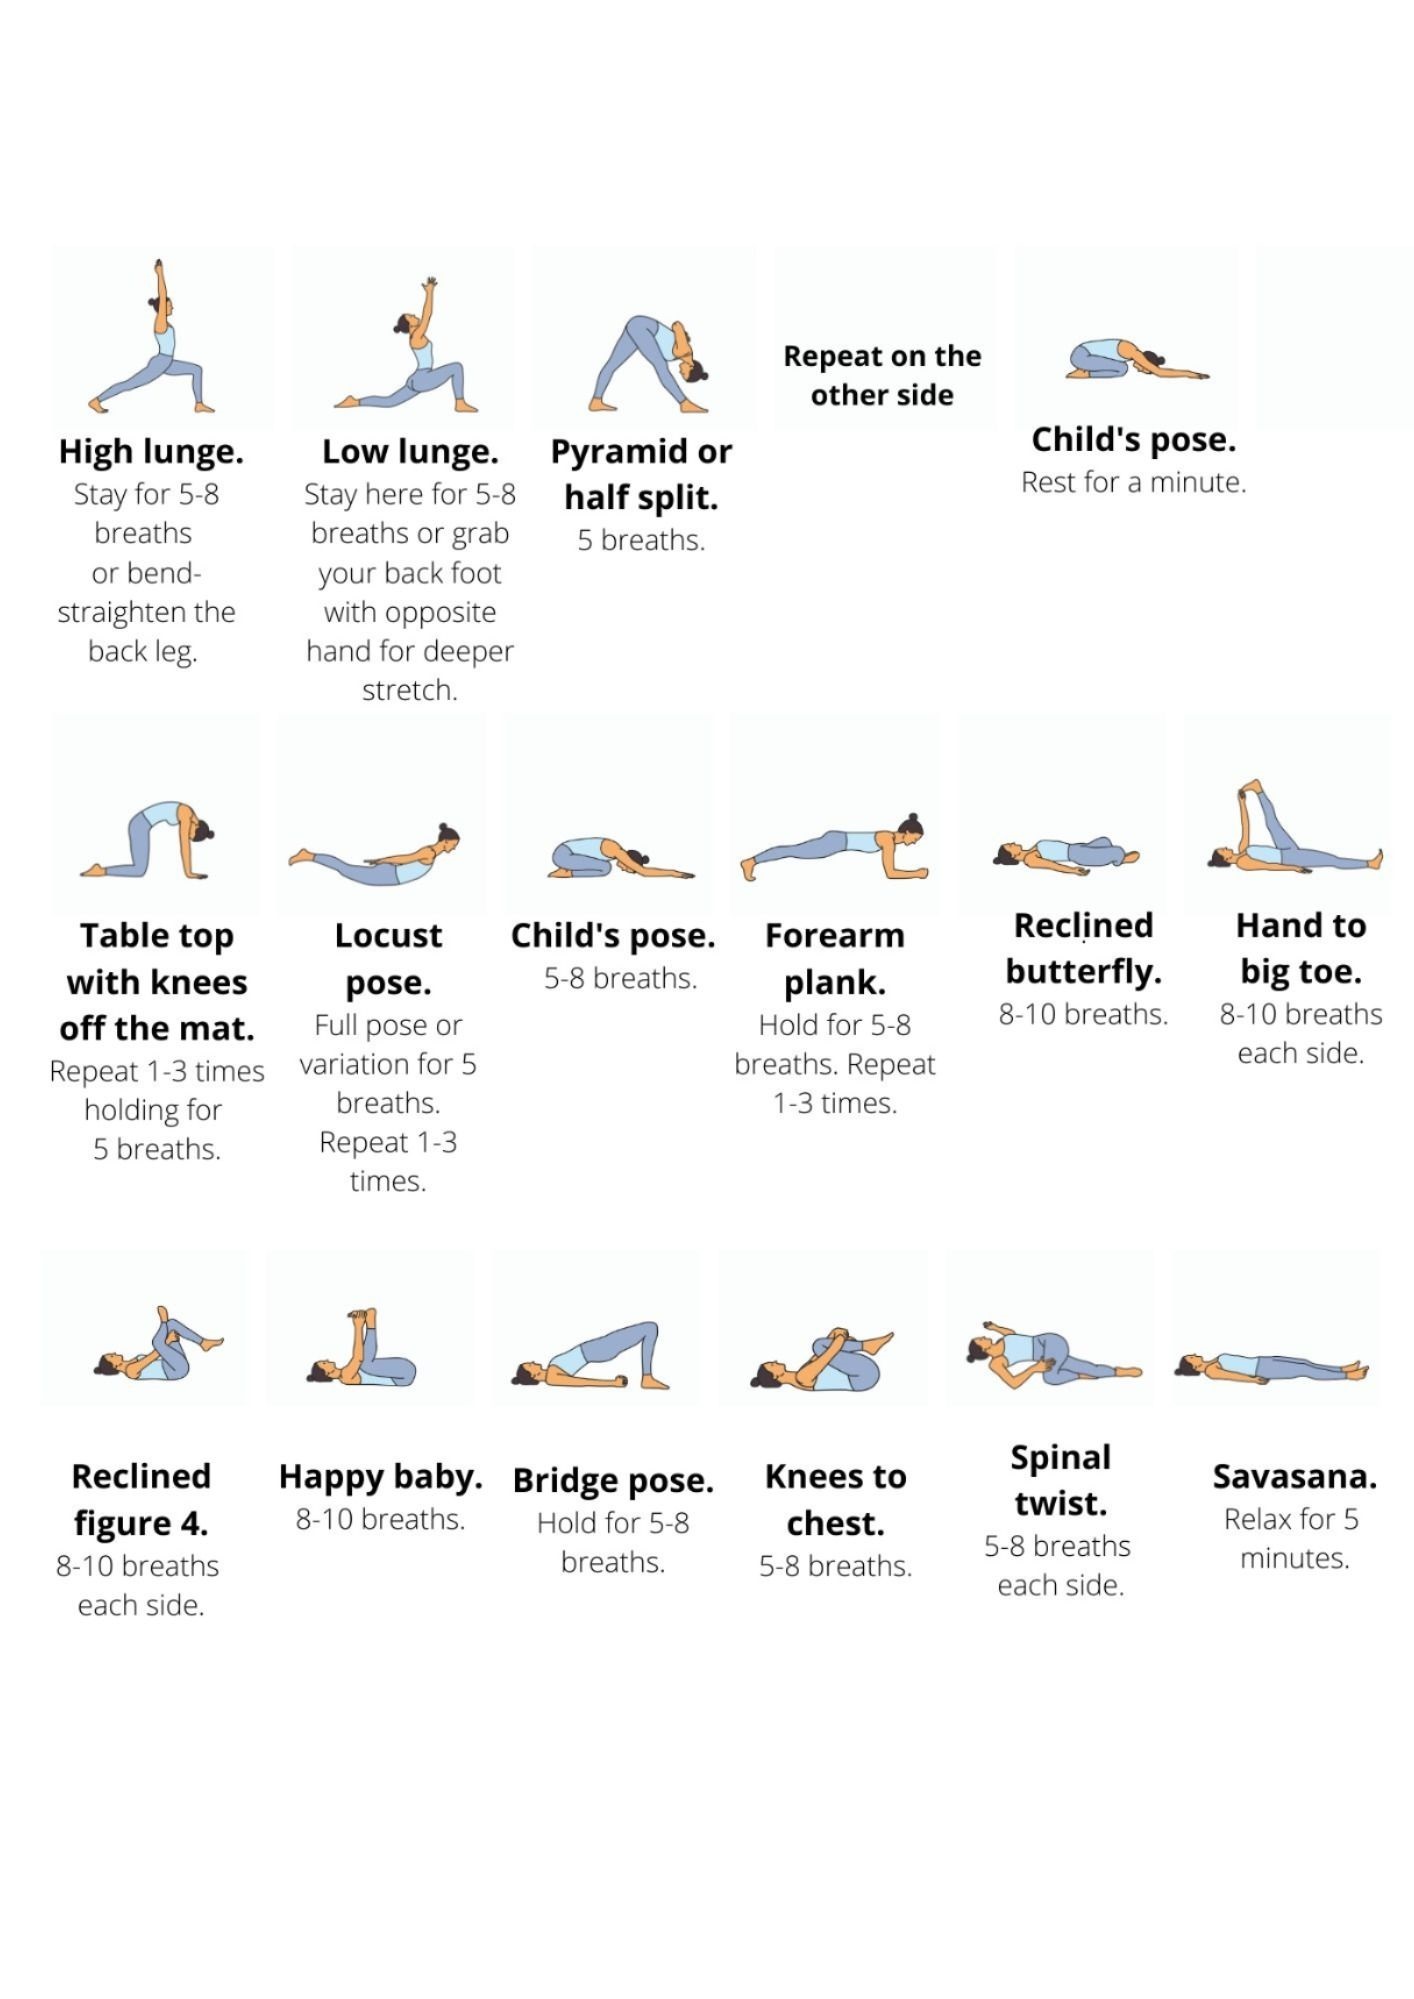 High lunge.
Stay for 5-8
breaths
or bend-
straighten the
back leg.
Low lunge.
Stay here for 5-8
breaths or grab
your back foot
with opposite
hand for deeper
stretch.
Pyramid or
half split.
5 breaths.
Repeat on the
other side
Child's pose.
Rest for a minute.
Table top
with knees
off the mat.
Repeat 1-3 times
holding for
5 breaths.
Locust
pose.
Full pose or
variation for 5
breaths.
Repeat 1-3
times.
Child's pose.
5-8 breaths.
Forearm
plank.
Hold for 5-8
breaths. Repeat
1-3 times.
Reclined
butterfly.
8-10 breaths.
Hand to
big toe.
8-10 breaths
each side.
Reclined
figure 4.
8-10 breaths
each side.
Happy baby.
8-10 breaths.
Bridge pose.
Hold for 5-8
breaths.
Knees to
chest.
5-8 breaths.
Spinal
twist.
5-8 breaths
each side.
Savasana.
Relax for 5
minutes.